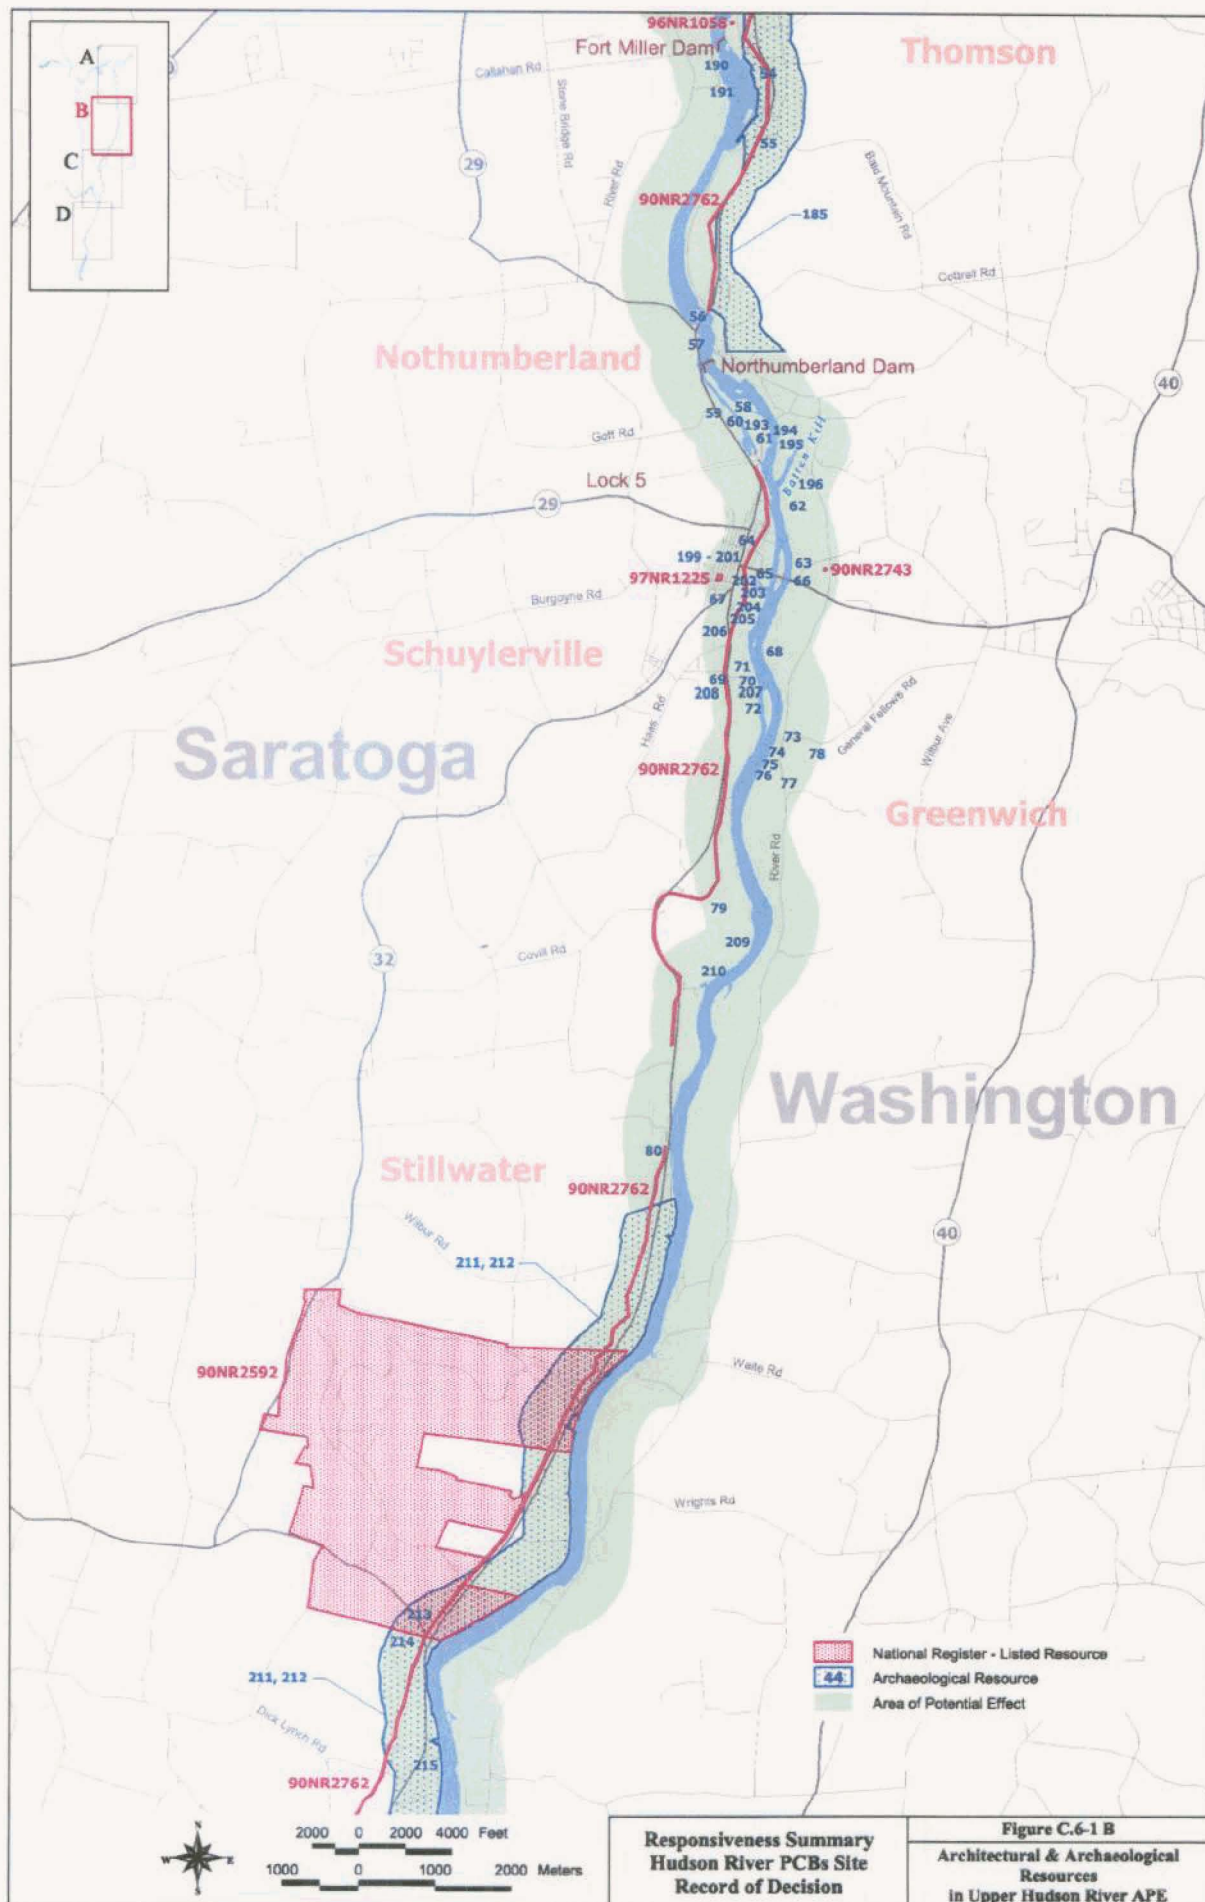 A
B
C
D
96NR1058
Fort Miller Dam
Thomson
190
54
191
Callahan Rd
Stone Bridge Rd
29
River Rd
55
90NR2762
185
Bald Mountain Rd
Cottrell Rd
56
57
Nothumberland
Northumberland Dam
40
59
58
60
193
194
61
195
Goff Rd
Batten Kill
Lock 5
196
62
29
64
199 - 201
63
90NR2743
97NR1225
202
65
66
203
67
204
205
Burgoyne Rd
206
Schuylerville
68
71
69
70
208
207
72
Haas Rd
General Fellows Rd
Wilbur Ave
73
74
78
75
76
77
Saratoga
90NR2762
Greenwich
River Rd
79
209
210
32
Covill Rd
Washington
80
Stillwater
90NR2762
Wilbur Rd
211, 212
40
90NR2592
Waite Rd
Wrights Rd
213
214
211, 212
Dick Lynch Rd
215
90NR2762
National Register - Listed Resource
44
Archaeological Resource
Area of Potential Effect
N
W
E
S
2000 0 2000 4000 Feet
1000 0 1000 2000 Meters
Responsiveness Summary
Hudson River PCBs Site
Record of Decision
Figure C.6-1 B
Architectural & Archaeological
Resources
in Upper Hudson River APE